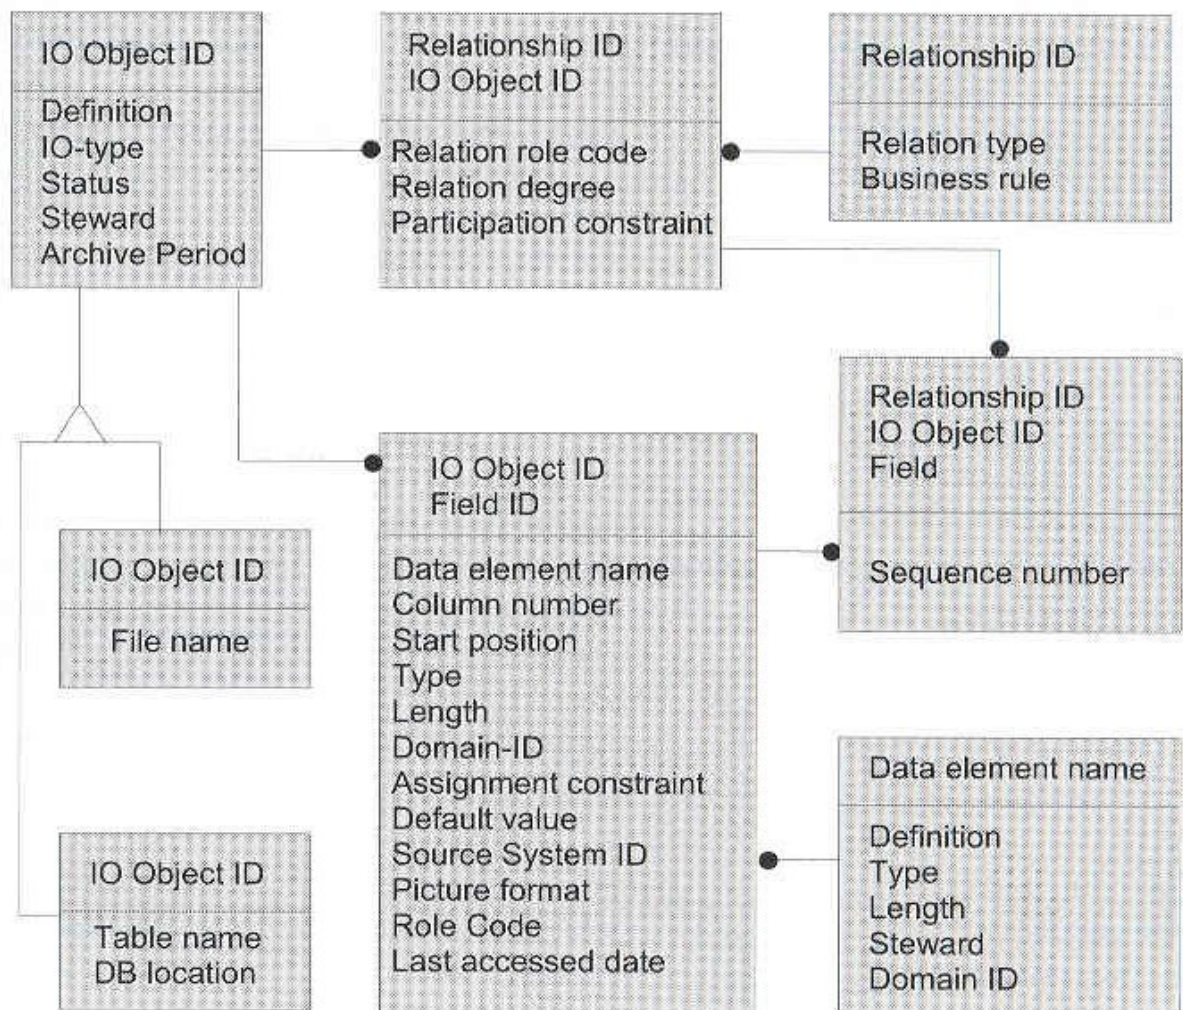 IO Object ID
Definition
IO-type
Status
Steward
Archive Period
Relationship ID
IO Object ID
Relation role code
Relation degree
Participation constraint
Relationship ID
Relation type
Business rule
Relationship ID
IO Object ID
Field
Sequence number
IO Object ID
Field ID
Data element name
Column number
Start position
Type
Length
Domain-ID
Assignment constraint
Default value
Source System ID
Picture format
Role Code
Last accessed date
IO Object ID
File name
IO Object ID
Table name
DB location
Data element name
Definition
Type
Length
Steward
Domain ID